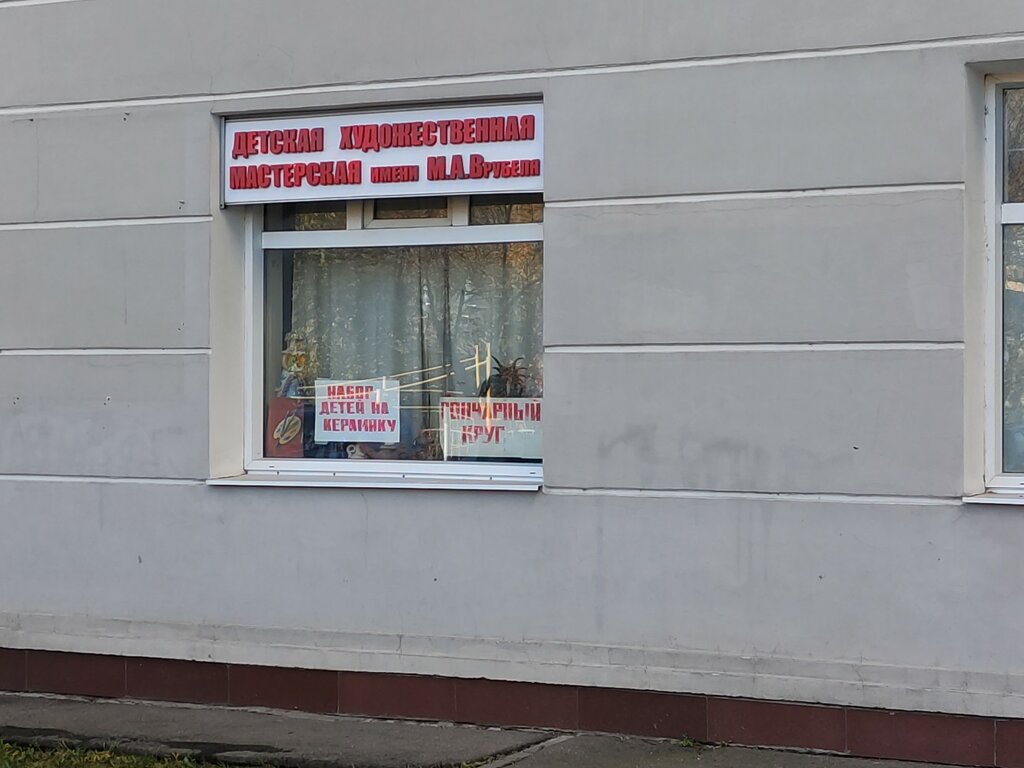 ДЕТСКАЯ ХУДОЖЕСТВЕННАЯ
МАСТЕРСКАЯ ИМЕНИ М.А.ВРУБЕЛЯ
НАБОР
ДЕТЕЙ НА
КЕРАМИКУ
ГОНЧАРНЫЙ
КРУГ